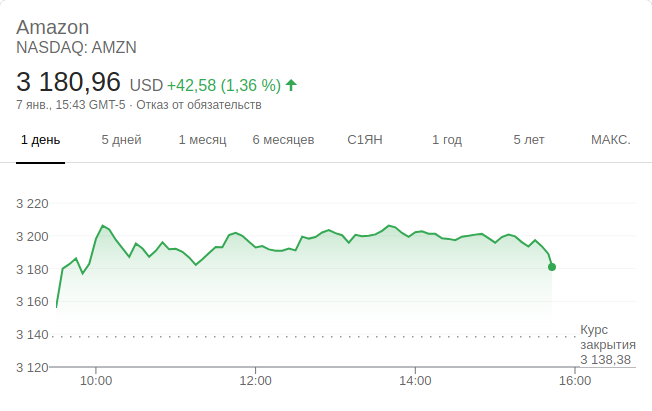 Amazon
NASDAQ: AMZN
3 180,96 USD +42,58 (1,36 %)
7 янв., 15:43 GMT-5 · Отказ от обязательств
1 день 5 дней 1 месяц 6 месяцев С1ЯН 1 год 5 лет МАКС.
3 220
3 200
3 180
3 160
3 140
3 120
Курс
закрытия
3 138,38
10:00 12:00 14:00 16:00